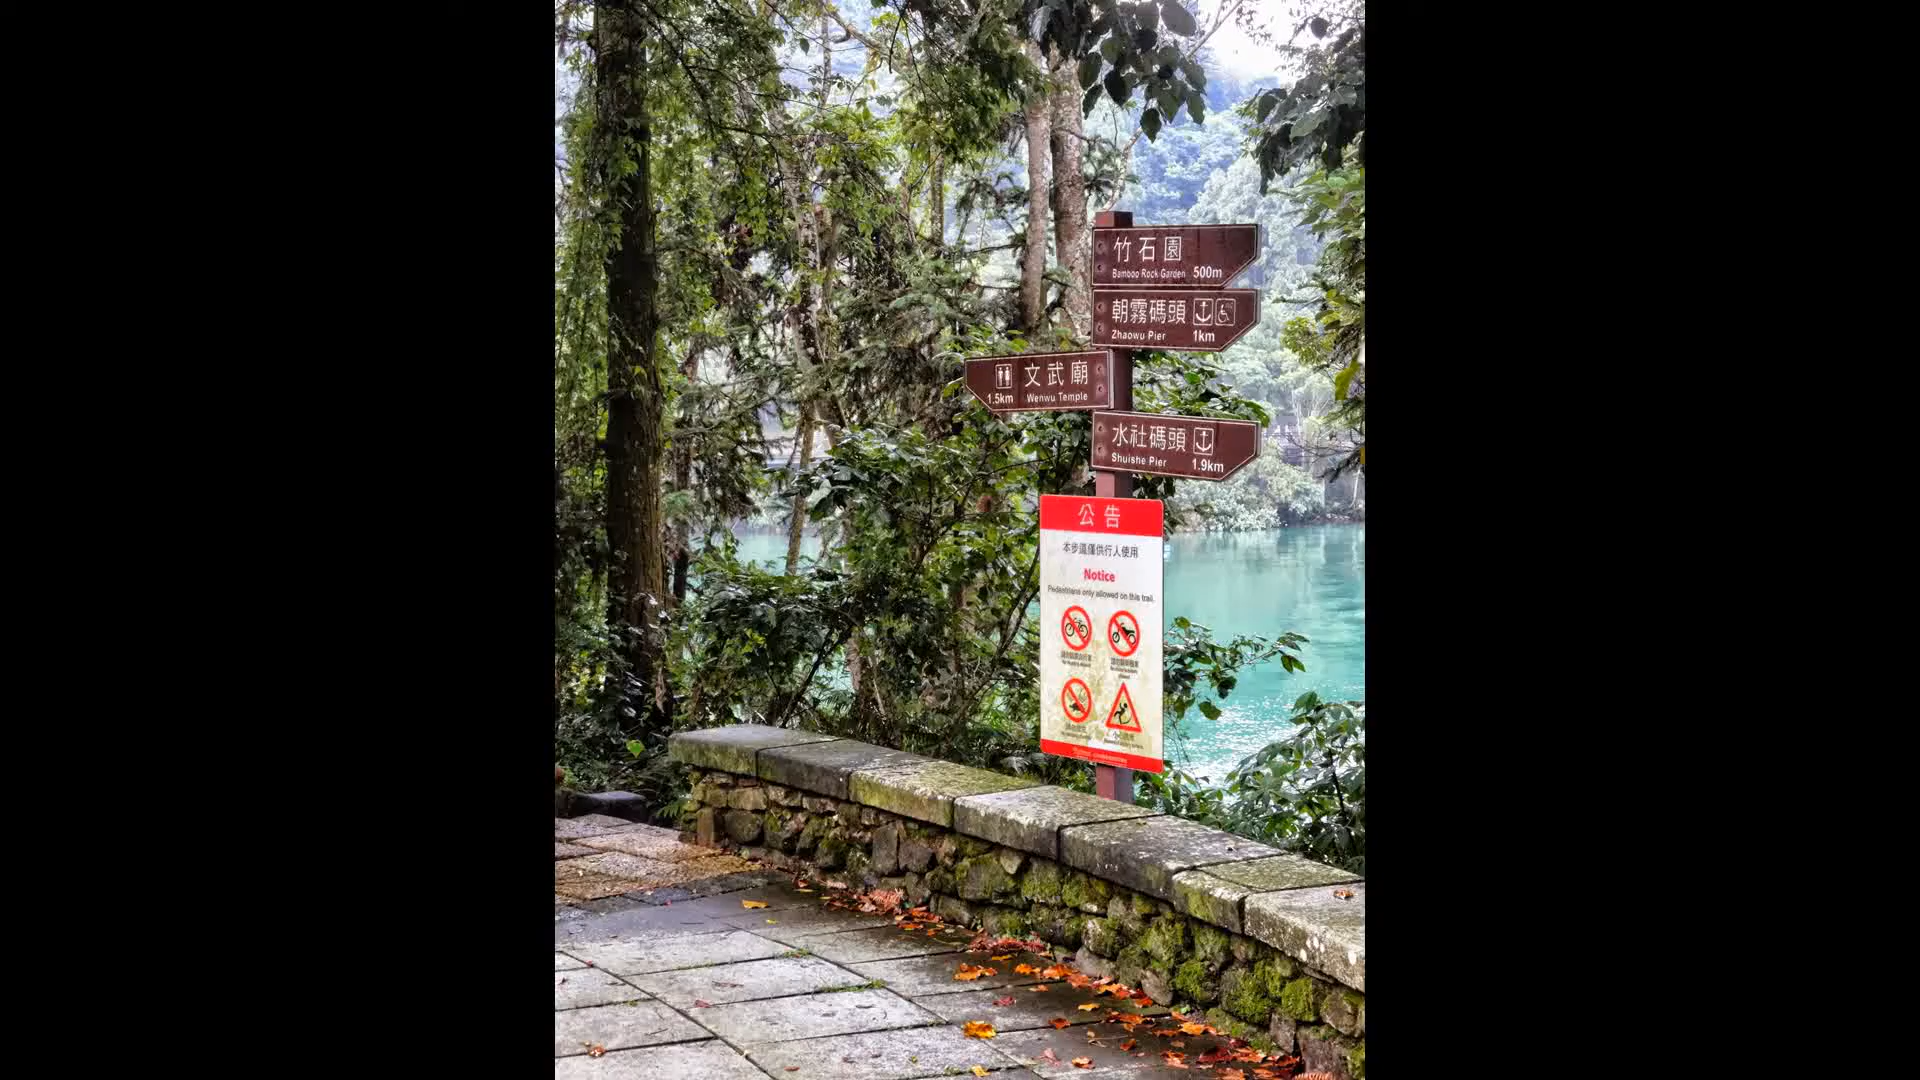 竹石園
Bamboo Rock Garden 500m
朝霧碼頭
Zhaowu Pier 1km
文武廟
1.5km Wenwu Temple
水社碼頭
Shuishe Pier 1.9km
公告
本步道僅供行人使用
Notice
Pedestrians only allowed on this trail.